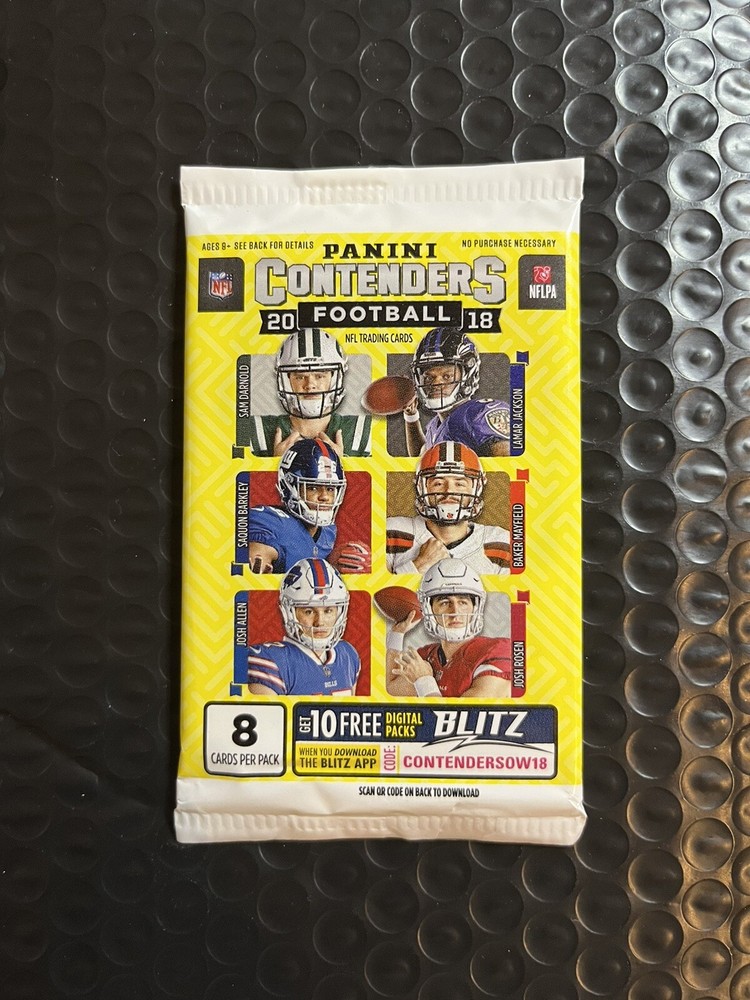 AGES 9+ SEE BACK FOR DETAILS
NO PURCHASE NECESSARY
PANINI
CONTENDERS
NFL
NFLPA
20 FOOTBALL 18
NFL TRADING CARDS
SAM DARNOLD
LAMAR JACKSON
SAQUON BARKLEY
BAKER MAYFIELD
JOSH ALLEN
JOSH ROSEN
BILLS
8
CARDS PER PACK
GET 10 FREE DIGITAL PACKS BLITZ
WHEN YOU DOWNLOAD
THE BLITZ APP
CODE: CONTENDERSOW18
SCAN QR CODE ON BACK TO DOWNLOAD